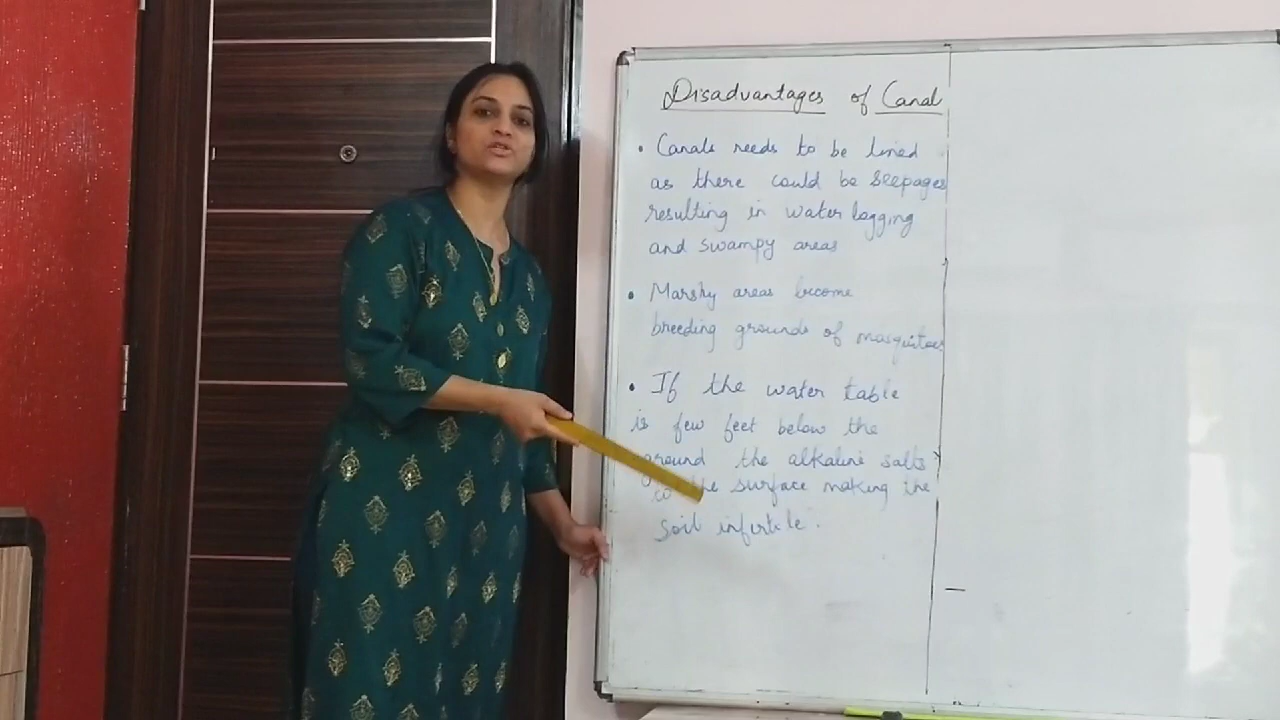 Disadvantages of Canal
• Canals needs to be lined
as there could be seepages
resulting in water logging
and swampy areas
• Marshy areas become
breeding grounds of masquitoes
• If the water table
is few feet below the
ground the alkaline salts
to the surface making the
soil infertile.